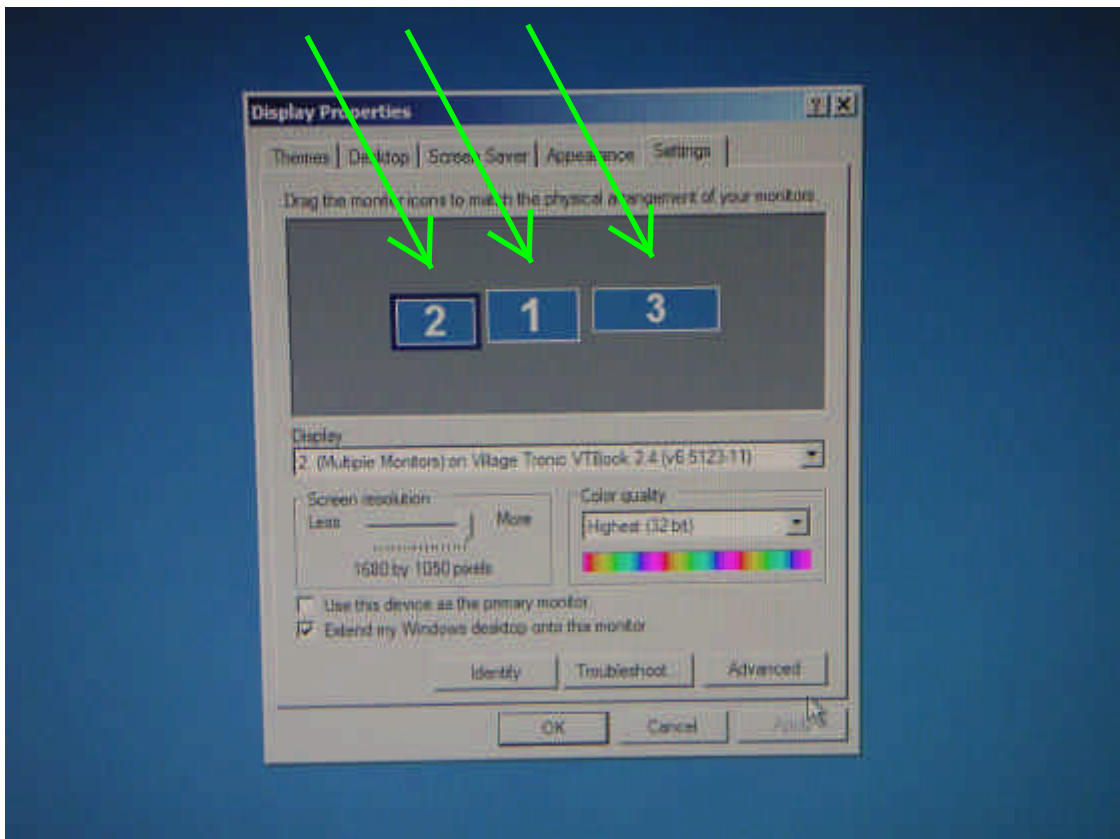 Display Properties
? X
Themes Desktop Screen Saver Appearance Settings
Drag the monitor icons to match the physical arrangement of your monitors.
2 1 3
Display
2. (Multiple Monitors) on Village Tronic VTBook 2.4 (v6.5123-11)
Screen resolution
Less More
1680 by 1050 pixels
Color quality
Highest (32 bit)
Use this device as the primary monitor.
Extend my Windows desktop onto this monitor.
Identify Troubleshoot... Advanced
OK Cancel Apply